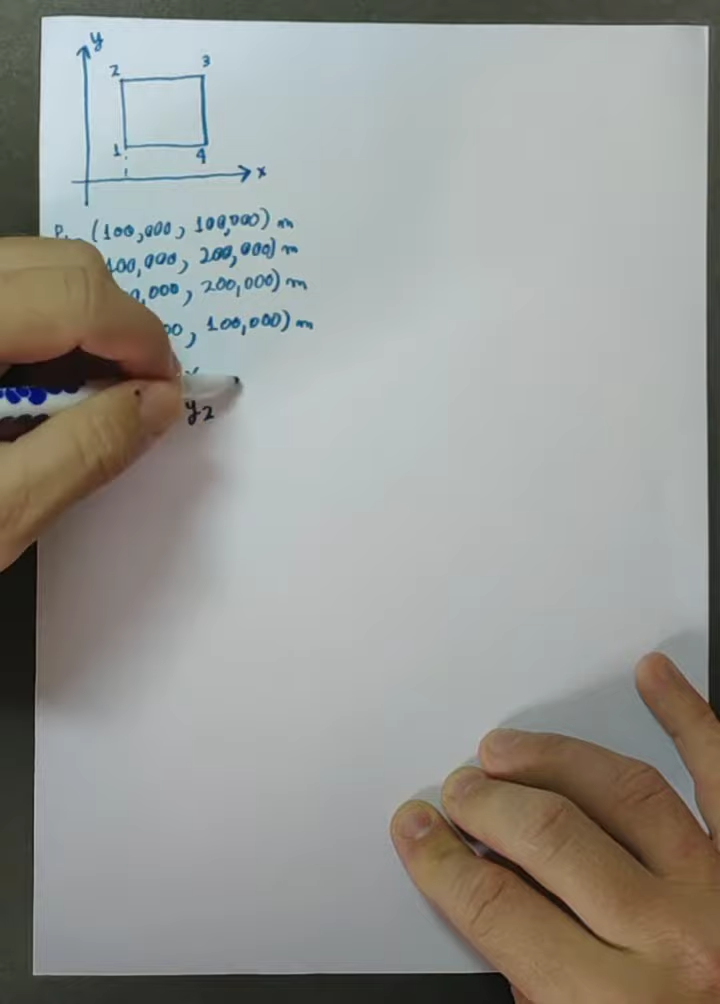 y
2 3
1 4
x
P₁ (100,000, 100,000) m
100,000, 200,000) m
,000, 200,000) m
00, 100,000) m
y₂